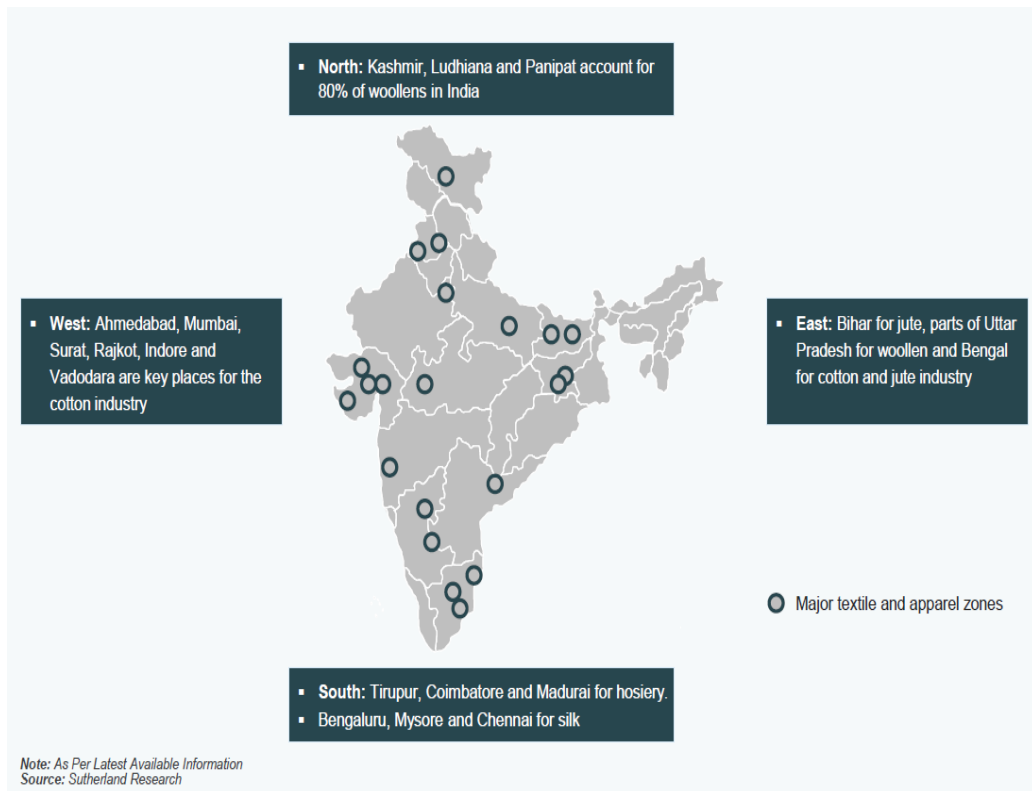 ▪ North: Kashmir, Ludhiana and Panipat account for
80% of woollens in India
▪ West: Ahmedabad, Mumbai,
Surat, Rajkot, Indore and
Vadodara are key places for the
cotton industry
▪ East: Bihar for jute, parts of Uttar
Pradesh for woollen and Bengal
for cotton and jute industry
Major textile and apparel zones
▪ South: Tirupur, Coimbatore and Madurai for hosiery.
▪ Bengaluru, Mysore and Chennai for silk
Note: As Per Latest Available Information
Source: Sutherland Research